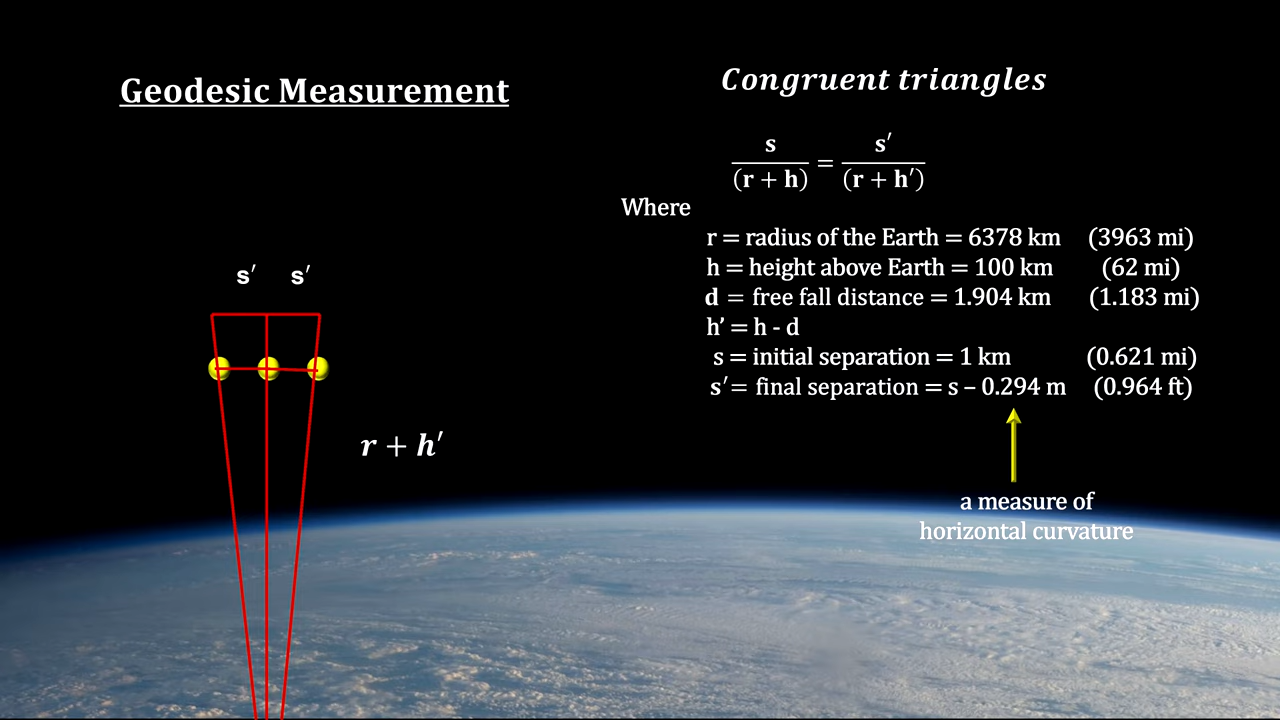 Geodesic Measurement
Congruent triangles
s/(r + h) = s′/(r + h′)
Where
r = radius of the Earth = 6378 km (3963 mi)
h = height above Earth = 100 km (62 mi)
d = free fall distance = 1.904 km (1.183 mi)
h’ = h - d
s = initial separation = 1 km (0.621 mi)
s′= final separation = s – 0.294 m (0.964 ft)
a measure of
horizontal curvature
s′ s′
r + h′